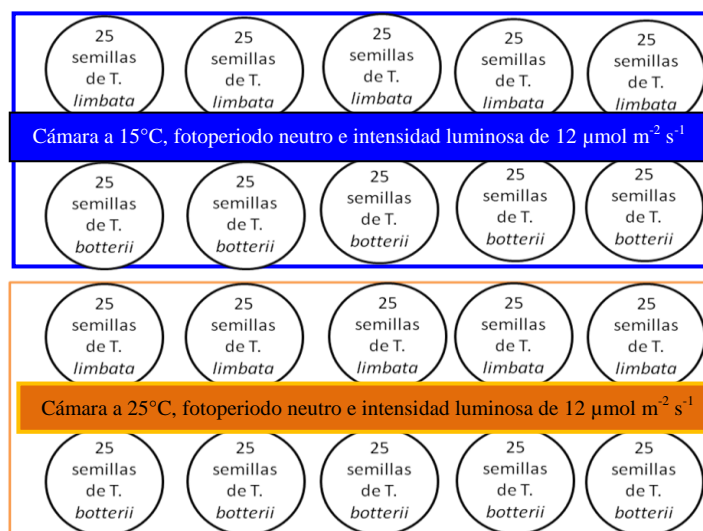 25
semillas
de T.
limbata
25
semillas
de T.
limbata
25
semillas
de T.
limbata
25
semillas
de T.
limbata
25
semillas
de T.
limbata
Cámara a 15°C, fotoperiodo neutro e intensidad luminosa de 12 µmol m⁻² s⁻¹
25
semillas
de T.
botterii
25
semillas
de T.
botterii
25
semillas
de T.
botterii
25
semillas
de T.
botterii
25
semillas
de T.
botterii
25
semillas
de T.
limbata
25
semillas
de T.
limbata
25
semillas
de T.
limbata
25
semillas
de T.
limbata
25
semillas
de T.
limbata
Cámara a 25°C, fotoperiodo neutro e intensidad luminosa de 12 µmol m⁻² s⁻¹
25
semillas
de T.
botterii
25
semillas
de T.
botterii
25
semillas
de T.
botterii
25
semillas
de T.
botterii
25
semillas
de T.
botterii